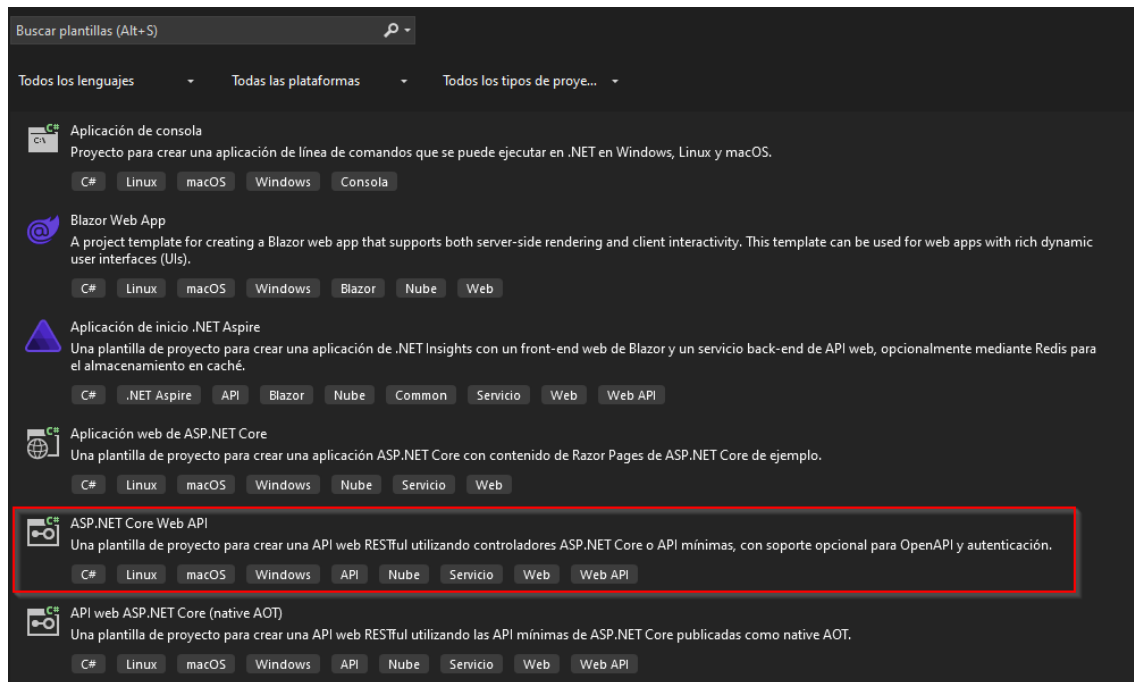 Buscar plantillas (Alt+S)
Todos los lenguajes Todas las plataformas Todos los tipos de proye...
C#
C:\
Aplicación de consola
Proyecto para crear una aplicación de línea de comandos que se puede ejecutar en .NET en Windows, Linux y macOS.
C# Linux macOS Windows Consola
Blazor Web App
A project template for creating a Blazor web app that supports both server-side rendering and client interactivity. This template can be used for web apps with rich dynamic
user interfaces (UIs).
C# Linux macOS Windows Blazor Nube Web
Aplicación de inicio .NET Aspire
Una plantilla de proyecto para crear una aplicación de .NET Insights con un front-end web de Blazor y un servicio back-end de API web, opcionalmente mediante Redis para
el almacenamiento en caché.
C# .NET Aspire API Blazor Nube Common Servicio Web Web API
C#
Aplicación web de ASP.NET Core
Una plantilla de proyecto para crear una aplicación ASP.NET Core con contenido de Razor Pages de ASP.NET Core de ejemplo.
C# Linux macOS Windows Nube Servicio Web
C#
ASP.NET Core Web API
Una plantilla de proyecto para crear una API web RESTful utilizando controladores ASP.NET Core o API mínimas, con soporte opcional para OpenAPI y autenticación.
C# Linux macOS Windows API Nube Servicio Web Web API
C#
API web ASP.NET Core (native AOT)
Una plantilla de proyecto para crear una API web RESTful utilizando las API mínimas de ASP.NET Core publicadas como native AOT.
C# Linux macOS Windows API Nube Servicio Web Web API